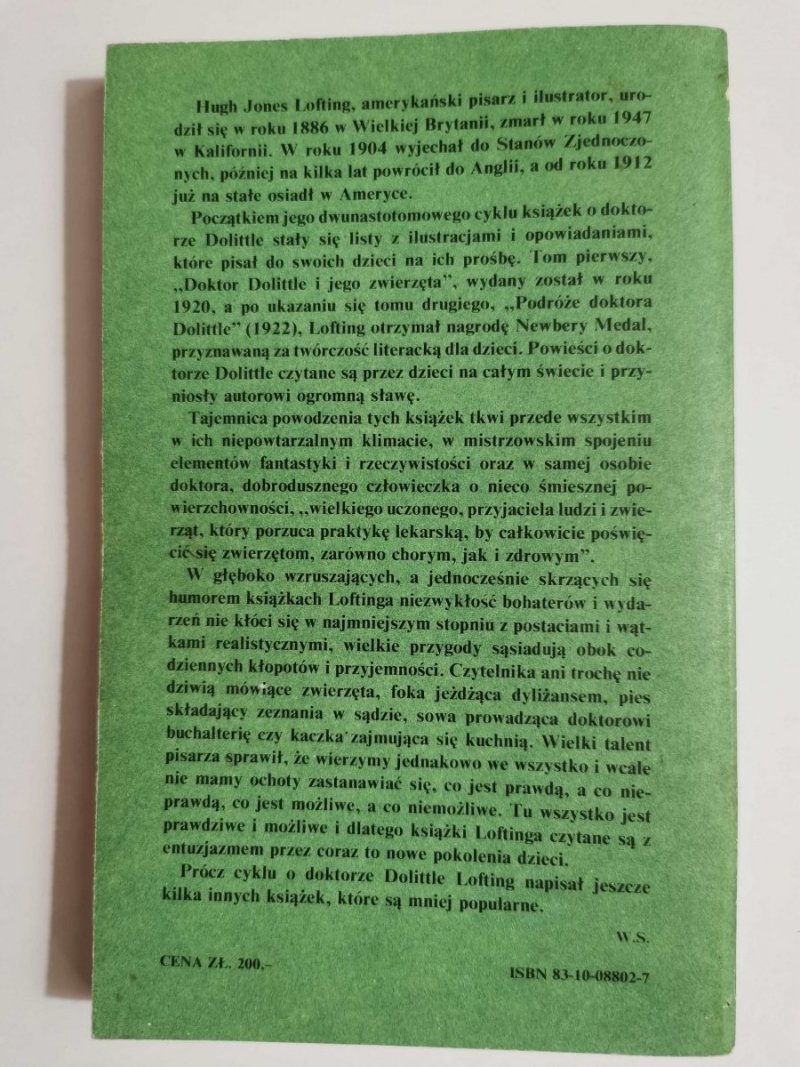 Hugh Jones Lofting, amerykański pisarz i ilustrator, uro-
dził się w roku 1886 w Wielkiej Brytanii, zmarł w roku 1947
w Kalifornii. W roku 1904 wyjechał do Stanów Zjednoczo-
nych, później na kilka lat powrócił do Anglii, a od roku 1912
już na stałe osiadł w Ameryce.
Początkiem jego dwunastotomowego cyklu książek o dokto-
rze Dolittle stały się listy z ilustracjami i opowiadaniami,
które pisał do swoich dzieci na ich prośbę. Tom pierwszy,
„Doktor Dolittle i jego zwierzęta”, wydany został w roku
1920, a po ukazaniu się tomu drugiego, „Podróże doktora
Dolittle” (1922), Lofting otrzymał nagrodę Newbery Medal,
przyznawaną za twórczość literacką dla dzieci. Powieści o dok-
torze Dolittle czytane są przez dzieci na całym świecie i przy-
niosły autorowi ogromną sławę.
Tajemnica powodzenia tych książek tkwi przede wszystkim
w ich niepowtarzalnym klimacie, w mistrzowskim spojeniu
elementów fantastyki i rzeczywistości oraz w samej osobie
doktora, dobrodusznego człowieczka o nieco śmiesznej po-
wierzchowności, „wielkiego uczonego, przyjaciela ludzi i zwie-
rząt, który porzuca praktykę lekarską, by całkowicie poświę-
cić się zwierzętom, zarówno chorym, jak i zdrowym”.
W głęboko wzruszających, a jednocześnie skrzących się
humorem książkach Loftinga niezwykłość bohaterów i wyda-
rzeń nie kłóci się w najmniejszym stopniu z postaciami i wąt-
kami realistycznymi, wielkie przygody sąsiadują obok co-
dziennych kłopotów i przyjemności. Czytelnika ani trochę nie
dziwią mówiące zwierzęta, foka jeżdżąca dyliżansem, pies
składający zeznania w sądzie, sowa prowadząca doktorowi
buchalterię czy kaczka zajmująca się kuchnią. Wielki talent
pisarza sprawił, że wierzymy jednakowo we wszystko i wcale
nie mamy ochoty zastanawiać się, co jest prawdą, a co nie-
prawdą, co jest możliwe, a co niemożliwe. Tu wszystko jest
prawdziwe i możliwe i dlatego książki Loftinga czytane są z
entuzjazmem przez coraz to nowe pokolenia dzieci.
Prócz cyklu o doktorze Dolittle Lofting napisał jeszcze
kilka innych książek, które są mniej popularne.
W.S.
CENA ZŁ. 200,–
ISBN 83-10-08802-7